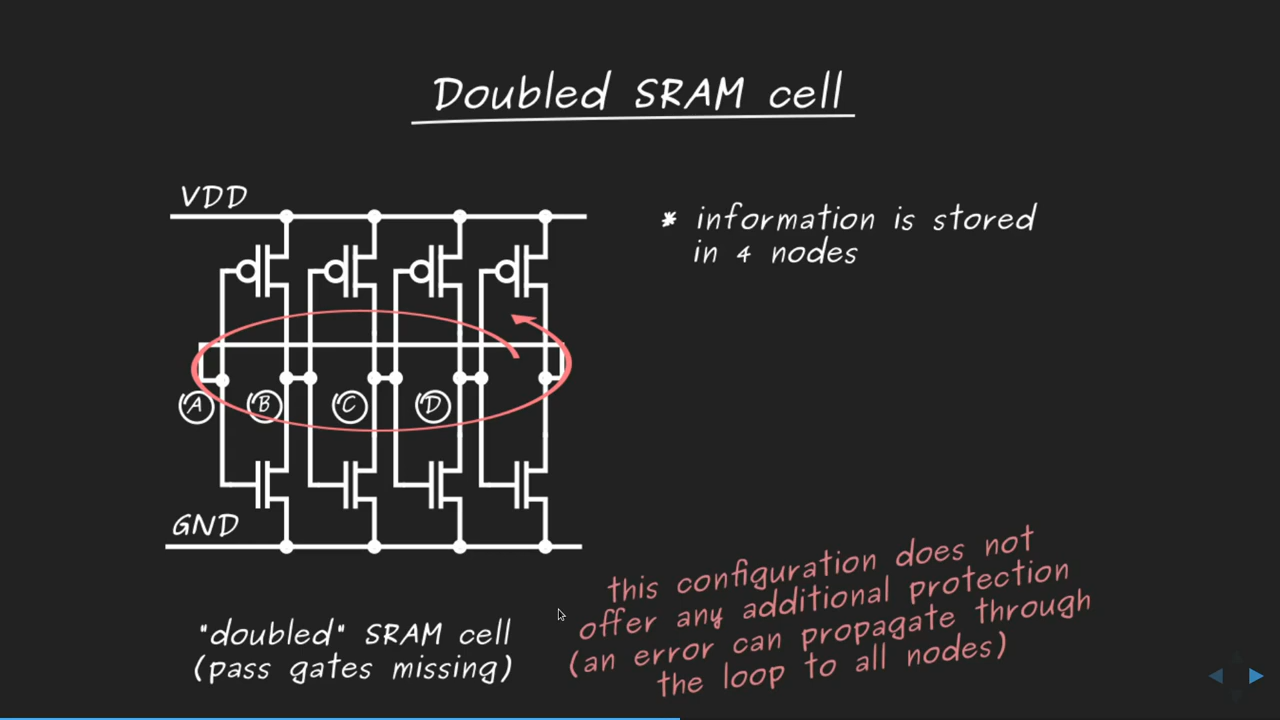 Doubled SRAM cell
VDD
* information is stored
in 4 nodes
A B C D
GND
"doubled" SRAM cell
(pass gates missing)
this configuration does not
offer any additional protection
(an error can propagate through
the loop to all nodes)